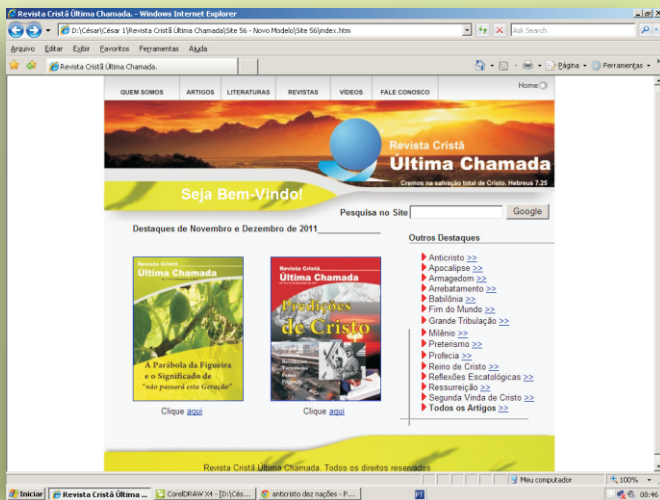 Revista Cristã Última Chamada. - Windows Internet Explorer
D:\César\César 1\Revista Cristã Última Chamada\Site 56 - Novo Modelo\Site 56\index.htm
Ask Search
Arquivo Editar Exibir Favoritos Ferramentas Ajuda
Revista Cristã Última Chamada.
Página Ferramentas
QUEM SOMOS ARTIGOS LITERATURAS REVISTAS VÍDEOS FALE CONOSCO
Home
Revista Cristã
Última Chamada
Cremos na salvação total de Cristo. Hebreus 7.25
Seja Bem-Vindo!
Pesquisa no Site Google
Destaques de Novembro e Dezembro de 2011
Revista Cristã
Última Chamada
A Parábola da Figueira
e o Significado de
"não passará esta Geração"
Clique aqui
Revista Cristã
Última Chamada
Predições
de Cristo
Clique aqui
Outros Destaques
Anticristo >>
Apocalipse >>
Armagedom >>
Arrebatamento >>
Babilônia >>
Fim do Mundo >>
Grande Tribulação >>
Milênio >>
Preterismo >>
Profecia >>
Reino de Cristo >>
Reflexões Escatológicas >>
Ressurreição >>
Segunda Vinda de Cristo >>
Todos os Artigos >>
Revista Cristã Última Chamada. Todos os direitos reservados
Meu computador 100%
Iniciar Revista Cristã Última ... CorelDRAW X4 - [D:\Cés... anticristo dez nações - P... PT 08:46